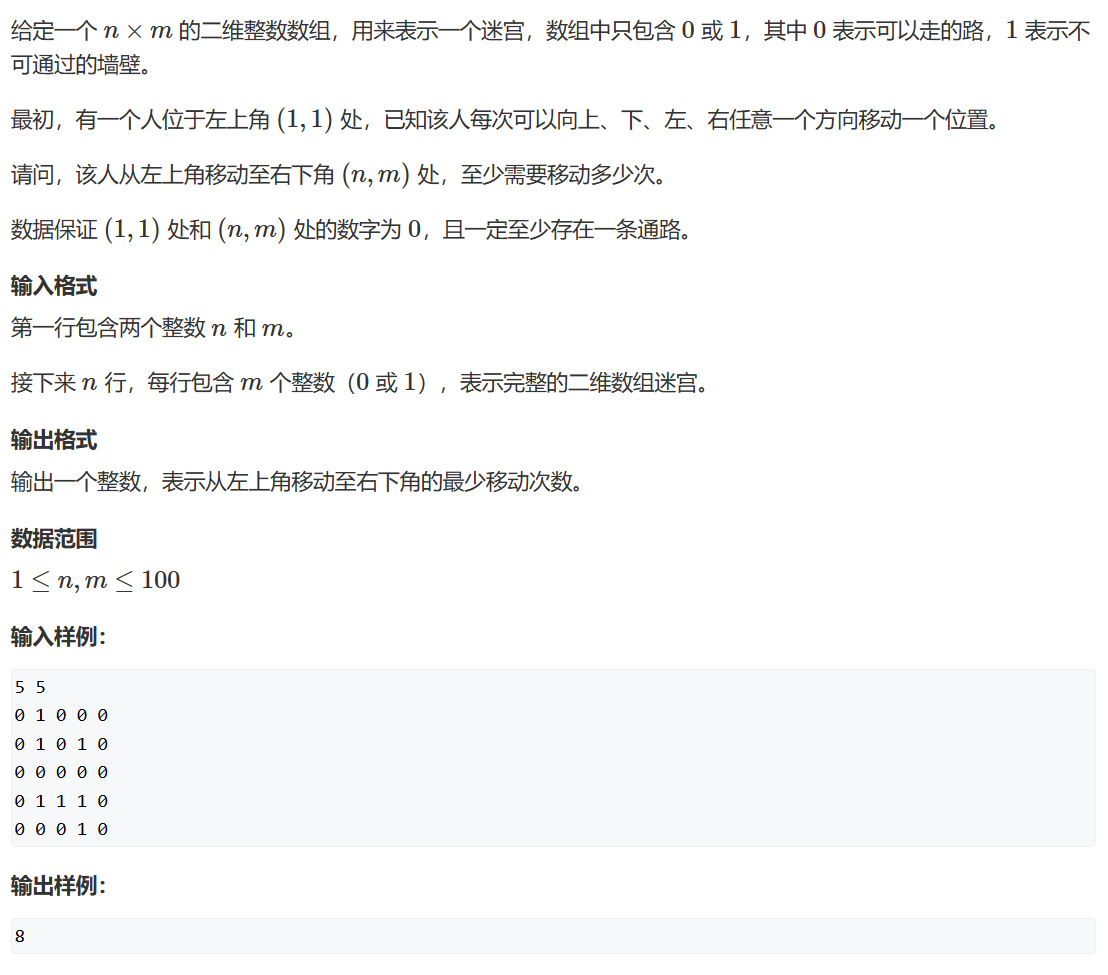 给定一个 n × m 的二维整数数组，用来表示一个迷宫，数组中只包含 0 或 1，其中 0 表示可以走的路，1 表示不
可通过的墙壁。
最初，有一个人位于左上角 (1, 1) 处，已知该人每次可以向上、下、左、右任意一个方向移动一个位置。
请问，该人从左上角移动至右下角 (n, m) 处，至少需要移动多少次。
数据保证 (1, 1) 处和 (n, m) 处的数字为 0，且一定至少存在一条通路。
输入格式
第一行包含两个整数 n 和 m。
接下来 n 行，每行包含 m 个整数（0 或 1），表示完整的二维数组迷宫。
输出格式
输出一个整数，表示从左上角移动至右下角的最少移动次数。
数据范围
1 ≤ n, m ≤ 100
输入样例：
5 5
0 1 0 0 0
0 1 0 1 0
0 0 0 0 0
0 1 1 1 0
0 0 0 1 0
输出样例：
8